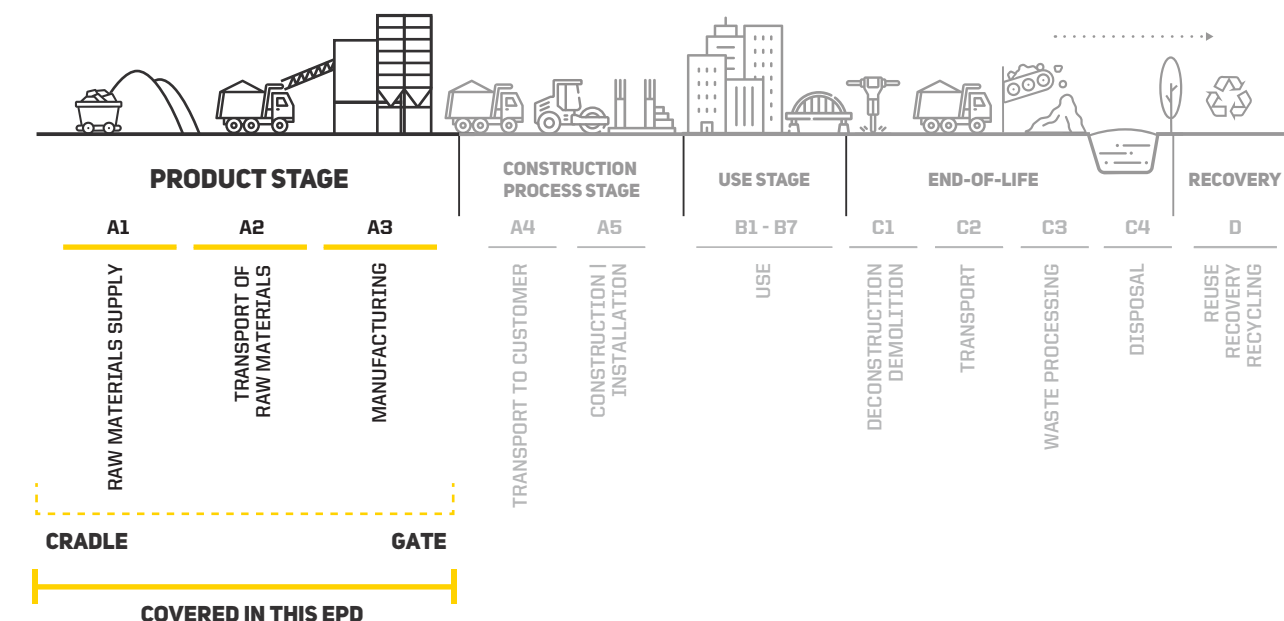 PRODUCT STAGE
CONSTRUCTION
PROCESS STAGE
USE STAGE
END-OF-LIFE
RECOVERY
A1
A2
A3
A4
A5
B1 - B7
C1
C2
C3
C4
D
RAW MATERIALS SUPPLY
TRANSPORT OF
RAW MATERIALS
MANUFACTURING
TRANSPORT TO CUSTOMER
CONSTRUCTION |
INSTALLATION
USE
DECONSTRUCTION
DEMOLITION
TRANSPORT
WASTE PROCESSING
DISPOSAL
REUSE
RECOVERY
RECYCLING
CRADLE
GATE
COVERED IN THIS EPD